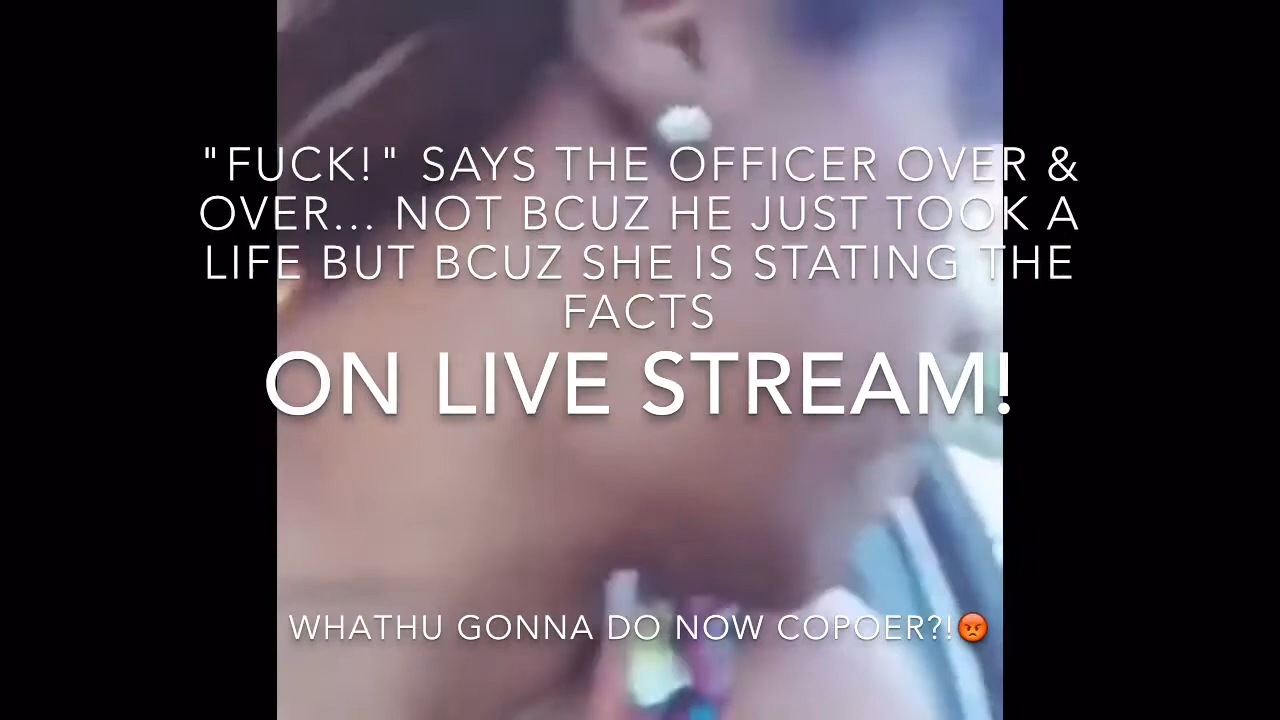 "FUCK!" SAYS THE OFFICER OVER &
OVER... NOT BCUZ HE JUST TOOK A
LIFE BUT BCUZ SHE IS STATING THE
FACTS
ON LIVE STREAM!
WHATHU GONNA DO NOW COPOER?!😡